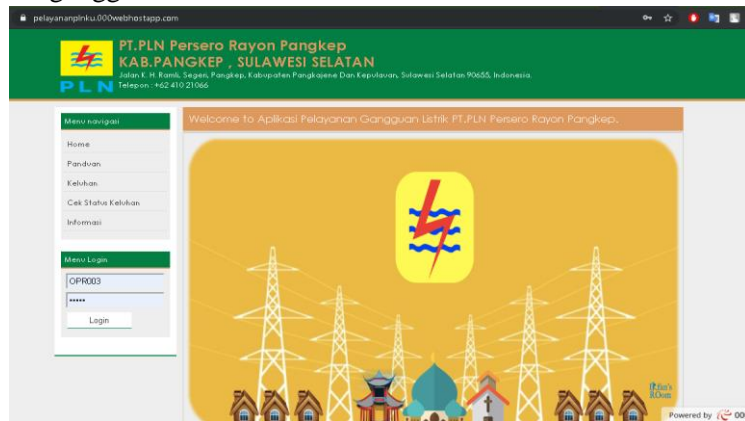 pelayananplnku.000webhostapp.com
PT.PLN Persero Rayon Pangkep
KAB.PANGKEP , SULAWESI SELATAN
Jalan K. H. Ramli, Segeri, Pangkep, Kabupaten Pangkajene Dan Kepulauan, Sulawesi Selatan 90655, Indonesia.
Telepon : +62 410 21066
PLN
Menu navigasi
Home
Panduan
Keluhan
Cek Status Keluhan
Informasi
Menu Login
OPR003
•••••
Login
Welcome to Aplikasi Pelayanan Gangguan Listrik PT.PLN Persero Rayon Pangkep.
ROom
Powered by 00